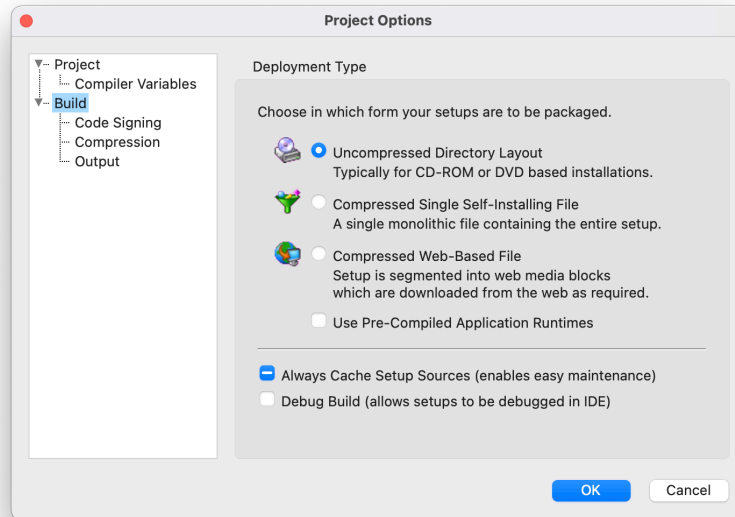 Project Options
Project
Compiler Variables
Build
Code Signing
Compression
Output
Deployment Type
Choose in which form your setups are to be packaged.
Uncompressed Directory Layout
Typically for CD-ROM or DVD based installations.
Compressed Single Self-Installing File
A single monolithic file containing the entire setup.
Compressed Web-Based File
Setup is segmented into web media blocks
which are downloaded from the web as required.
Use Pre-Compiled Application Runtimes
Always Cache Setup Sources (enables easy maintenance)
Debug Build (allows setups to be debugged in IDE)
OK
Cancel